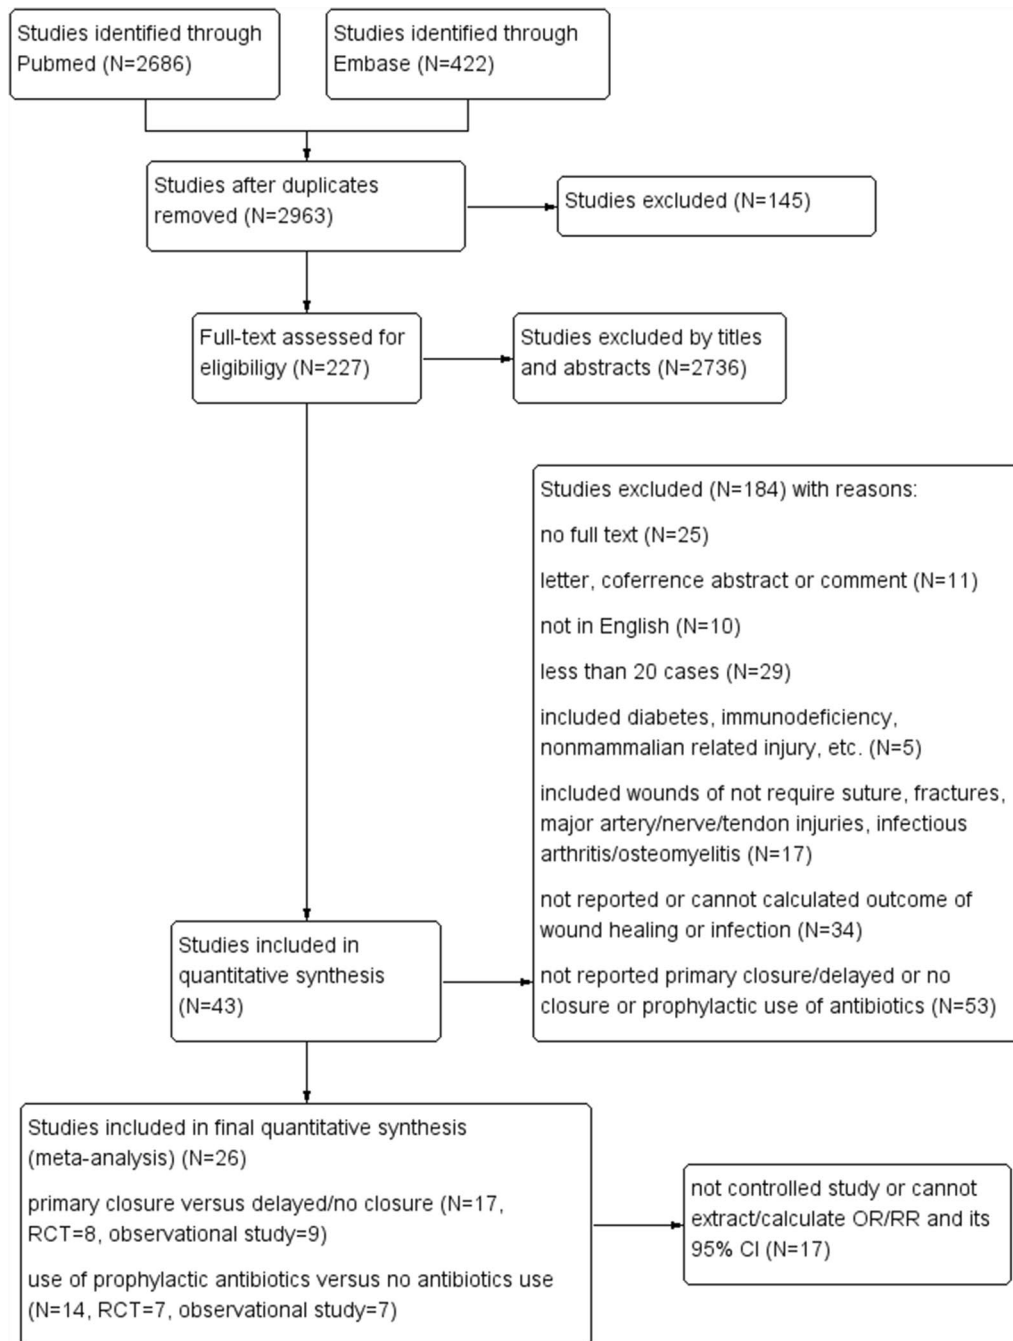 Studies identified through
Pubmed (N=2686)
Studies identified through
Embase (N=422)
Studies after duplicates
removed (N=2963)
Studies excluded (N=145)
Full-text assessed for
eligibiligy (N=227)
Studies excluded by titles
and abstracts (N=2736)
Studies excluded (N=184) with reasons:
no full text (N=25)
letter, coferrence abstract or comment (N=11)
not in English (N=10)
less than 20 cases (N=29)
included diabetes, immunodeficiency,
nonmammalian related injury, etc. (N=5)
included wounds of not require suture, fractures,
major artery/nerve/tendon injuries, infectious
arthritis/osteomyelitis (N=17)
not reported or cannot calculated outcome of
wound healing or infection (N=34)
not reported primary closure/delayed or no
closure or prophylactic use of antibiotics (N=53)
Studies included in
quantitative synthesis
(N=43)
Studies included in final quantitative synthesis
(meta-analysis) (N=26)
primary closure versus delayed/no closure (N=17,
RCT=8, observational study=9)
use of prophylactic antibiotics versus no antibiotics use
(N=14, RCT=7, observational study=7)
not controlled study or cannot
extract/calculate OR/RR and its
95% CI (N=17)